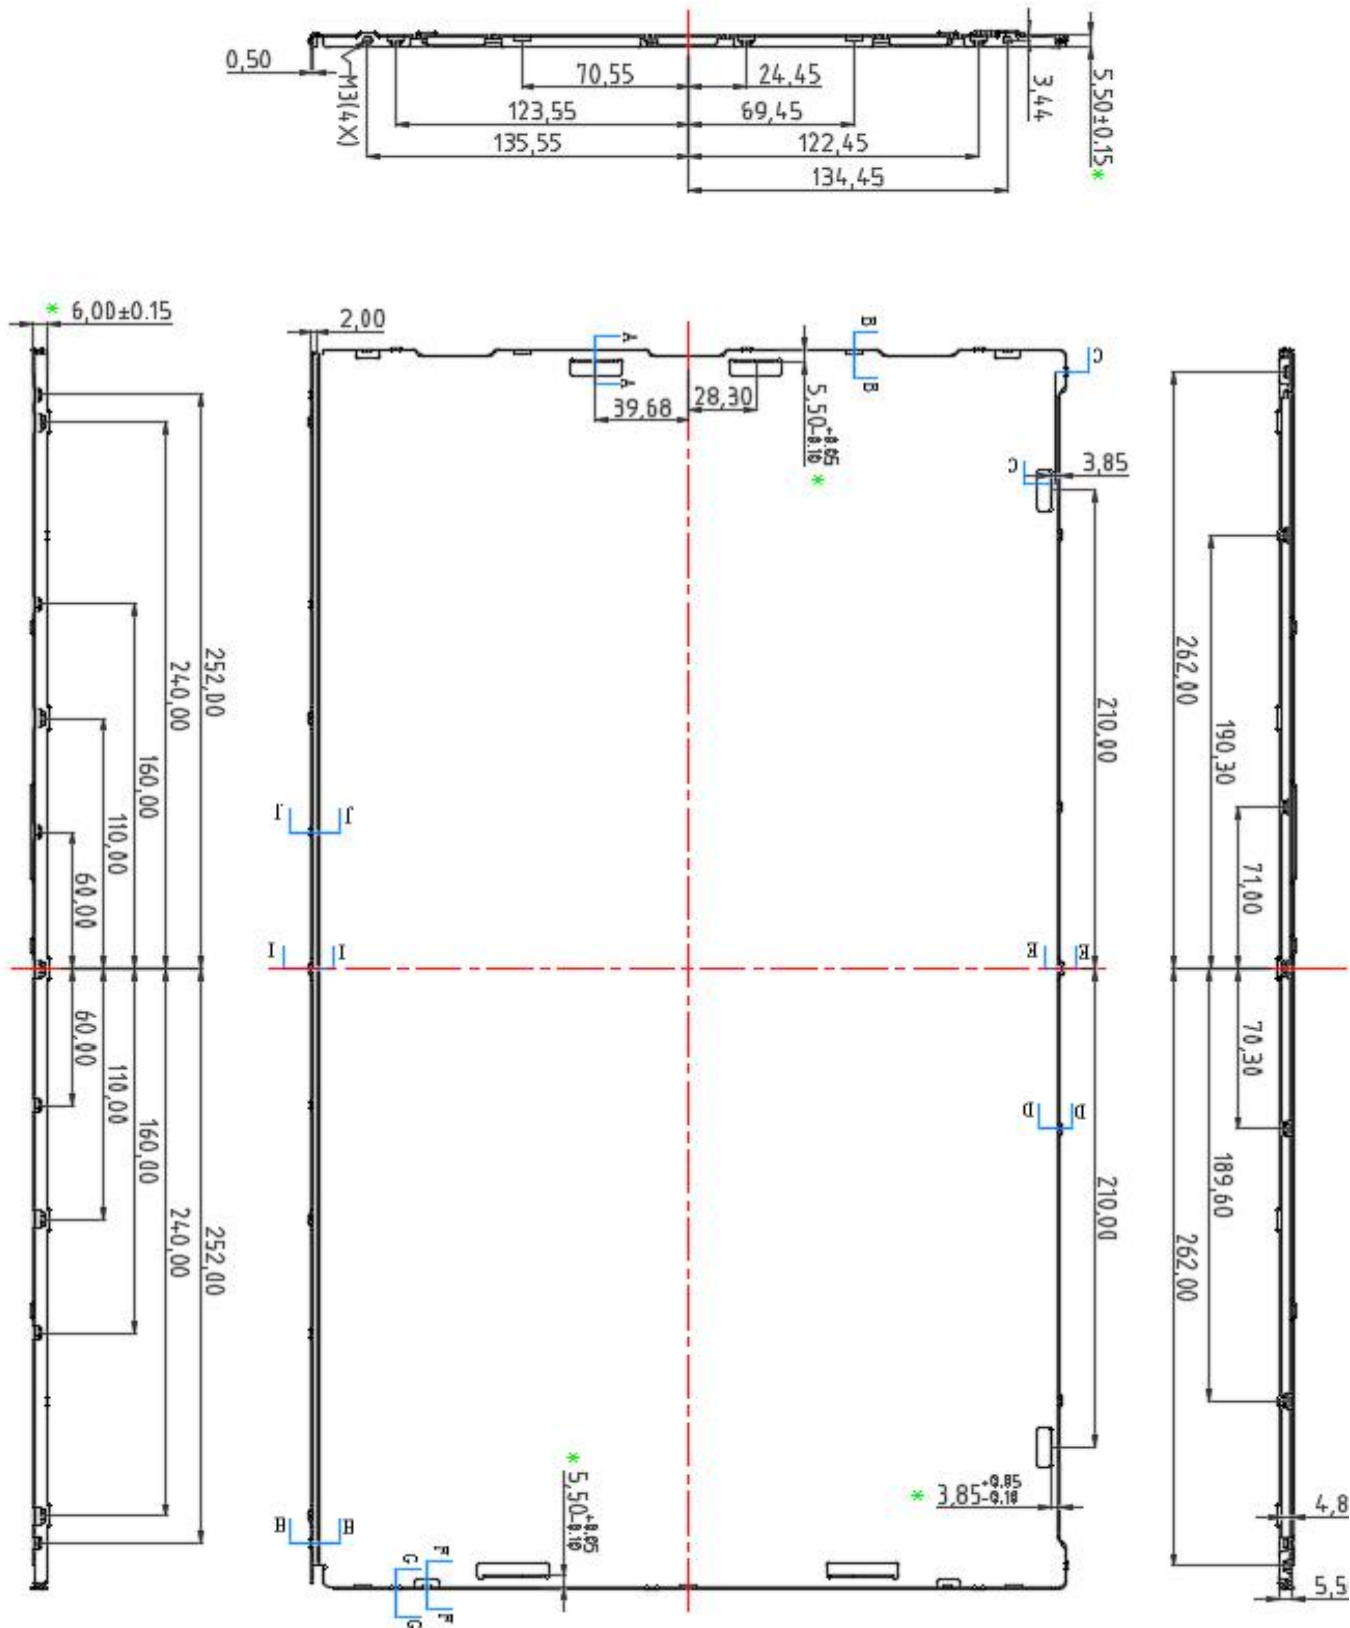 0,50
M3(4X)
70,55
24,45
123,55
69,45
135,55
122,45
134,45
3,44
5,50±0.15*
* 6,00±0.15
2,00
A
A
B
B
C
C
39,68
28,30
5,50 *
3,85
252,00
240,00
160,00
110,00
60,00
210,00
262,00
190,30
71,00
J
J
I
I
E
E
60,00
110,00
160,00
240,00
252,00
D
D
210,00
70,30
189,60
262,00
* 5,50
* 3,85
4,8
H
H
F
F
G
G
5,5